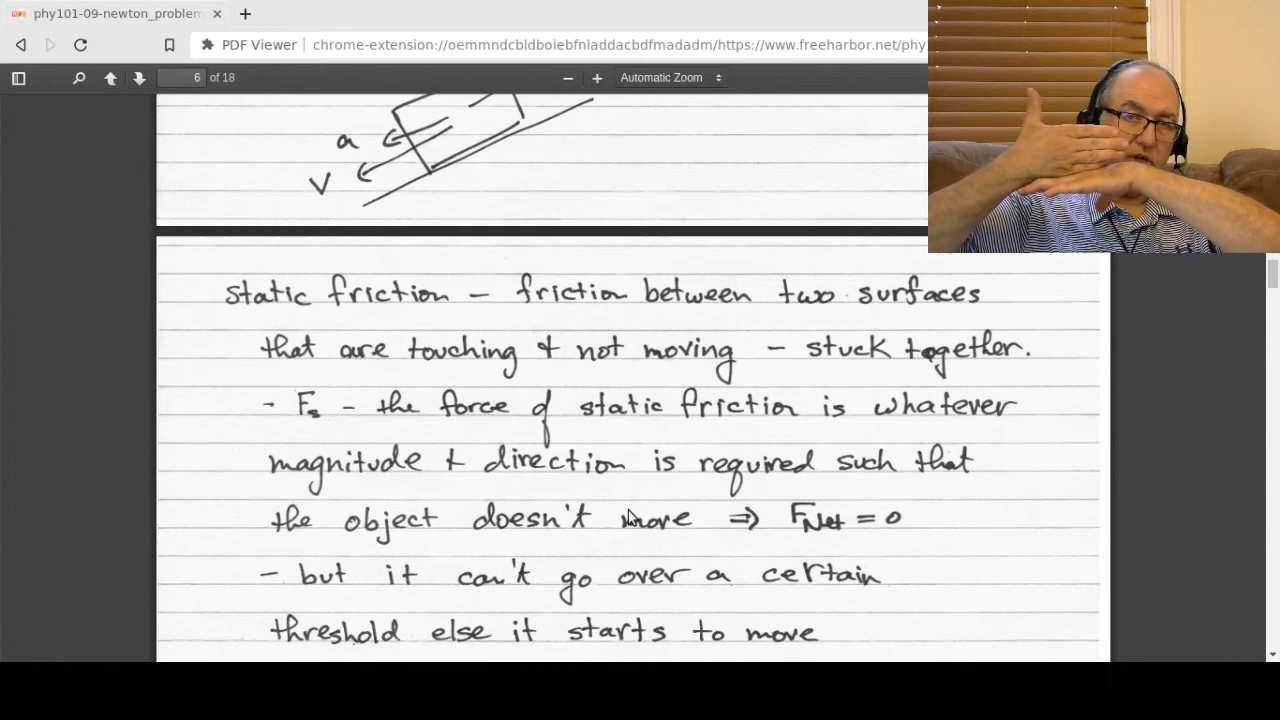 phy101-09-newton_problem
PDF Viewer
chrome-extension://oemmndcbldboiebfnladdacbdfmadadm/https://www.freeharbor.net/phy
6 of 18
Automatic Zoom
a
v
static friction – friction between two surfaces
that are touching & not moving – stuck together.
- Fs – the force of static friction is whatever
magnitude & direction is required such that
the object doesn't move ⇒ FNet = 0
– but it can't go over a certain
threshold else it starts to move